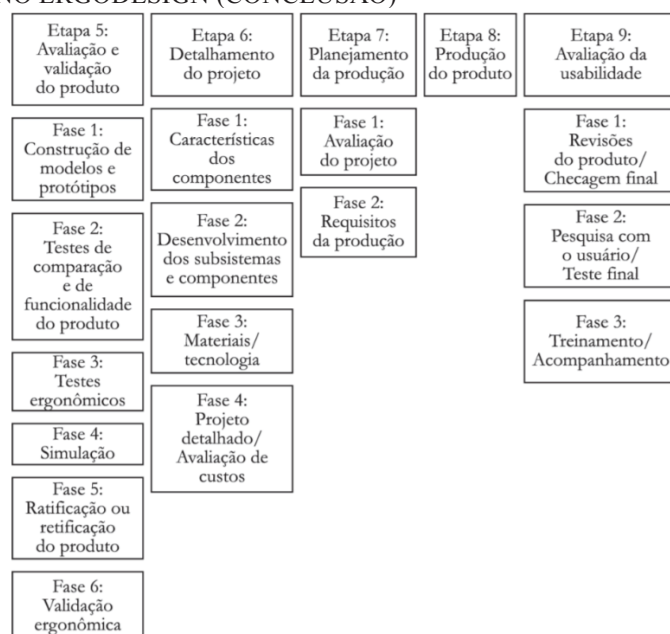 NO ERGODESIGN (CONCLUSÃO)
Etapa 5:
Avaliação e
validação
do produto
Fase 1:
Construção de
modelos e
protótipos
Fase 2:
Testes de
comparação
e de
funcionalidade
do produto
Fase 3:
Testes
ergonômicos
Fase 4:
Simulação
Fase 5:
Ratificação ou
retificação
do produto
Fase 6:
Validação
ergonômica
Etapa 6:
Detalhamento
do projeto
Fase 1:
Características
dos
componentes
Fase 2:
Desenvolvimento
dos subsistemas
e componentes
Fase 3:
Materiais/
tecnologia
Fase 4:
Projeto
detalhado/
Avaliação de
custos
Etapa 7:
Planejamento
da produção
Fase 1:
Avaliação
do projeto
Fase 2:
Requisitos
da produção
Etapa 8:
Produção
do produto
Etapa 9:
Avaliação da
usabilidade
Fase 1:
Revisões
do produto/
Checagem final
Fase 2:
Pesquisa com
o usuário/
Teste final
Fase 3:
Treinamento/
Acompanhamento